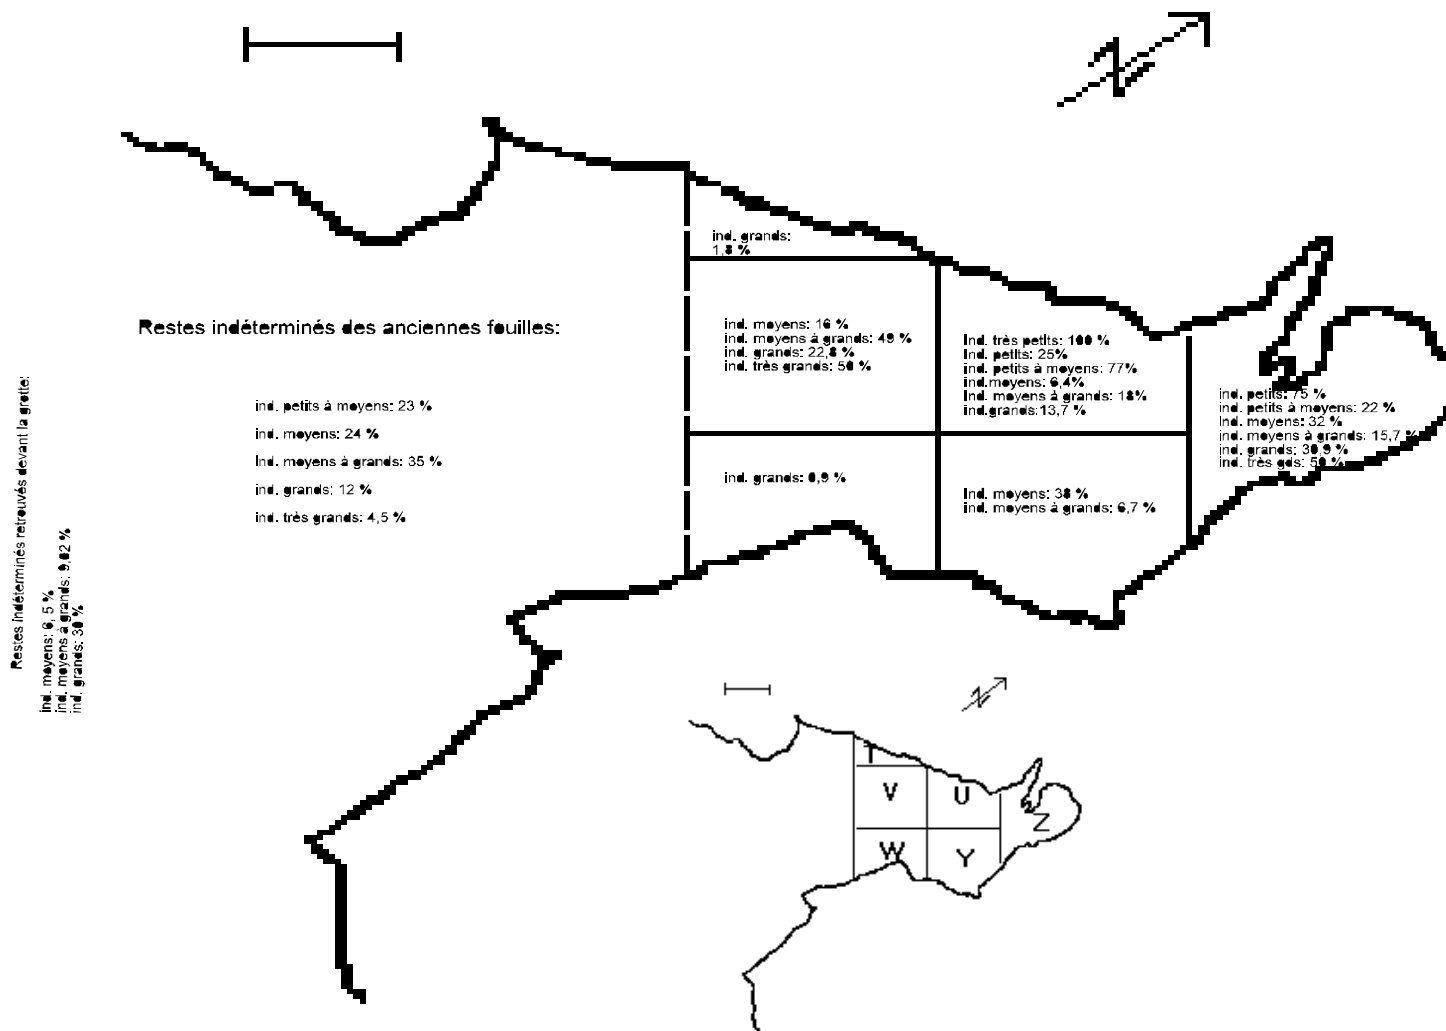 ind. grands:
1,8 %
Restes indéterminés des anciennes fouilles:
ind. petits à moyens: 23 %
ind. moyens: 24 %
Ind. moyens à grands: 35 %
ind. grands: 12 %
ind. très grands: 4,5 %
ind. moyens: 16 %
ind. moyens à grands: 49 %
ind. grands: 22,8 %
ind. très grands: 50 %
Ind. très petits: 100 %
Ind. petits: 25%
ind. petits à moyens: 77%
ind.moyens: 6,4%
Ind. moyens à grands: 18%
ind.grands:13,7 %
ind. petits: 75 %
ind. petits à moyens: 22 %
Ind. moyens: 32 %
ind. moyens à grands: 15,7 %
ind. grands: 30,9 %
ind. très gds: 50 %
ind. grands: 0,9 %
Ind. moyens: 38 %
ind. moyens à grands: 6,7 %
Restes indéterminés retrouvés devant la grotte:
ind. moyens: 6, 5 %
ind. moyens à grands: 9,02 %
ind. grands: 30 %
N
N
T
V
U
Z
W
Y